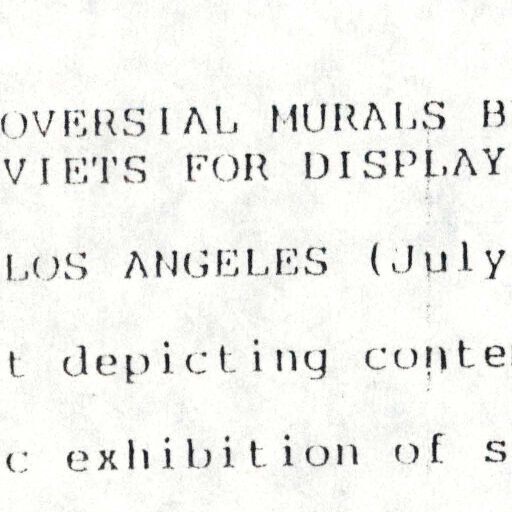 OVERSIAL MURALS B
VIETS FOR DISPLAY
LOS ANGELES (July
t depicting conte
c exhibition of s